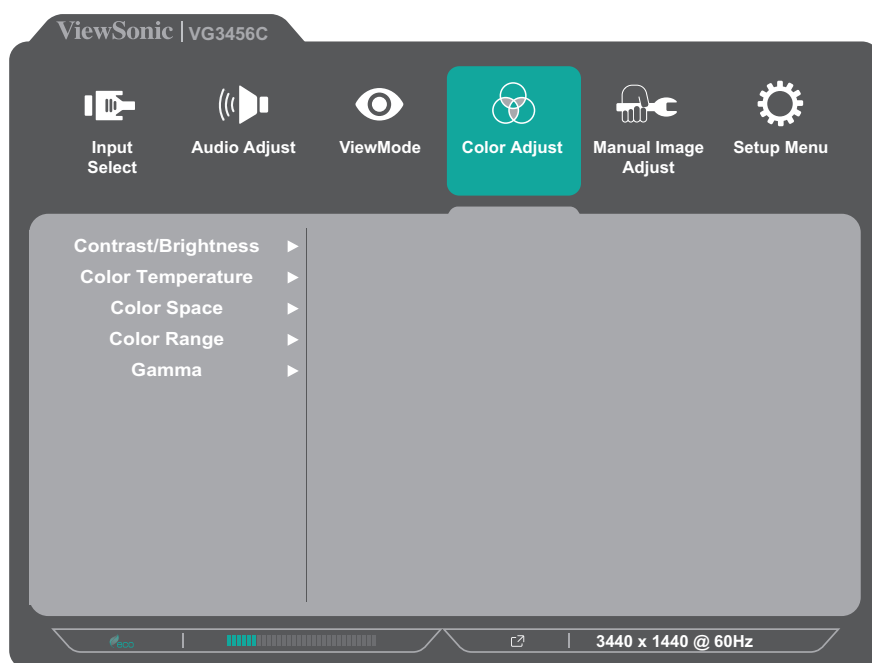 ViewSonic | VG3456C
Input Select
Audio Adjust
ViewMode
Color Adjust
Manual Image Adjust
Setup Menu
Contrast/Brightness ►
Color Temperature ►
Color Space ►
Color Range ►
Gamma ►
eco
3440 x 1440 @ 60Hz